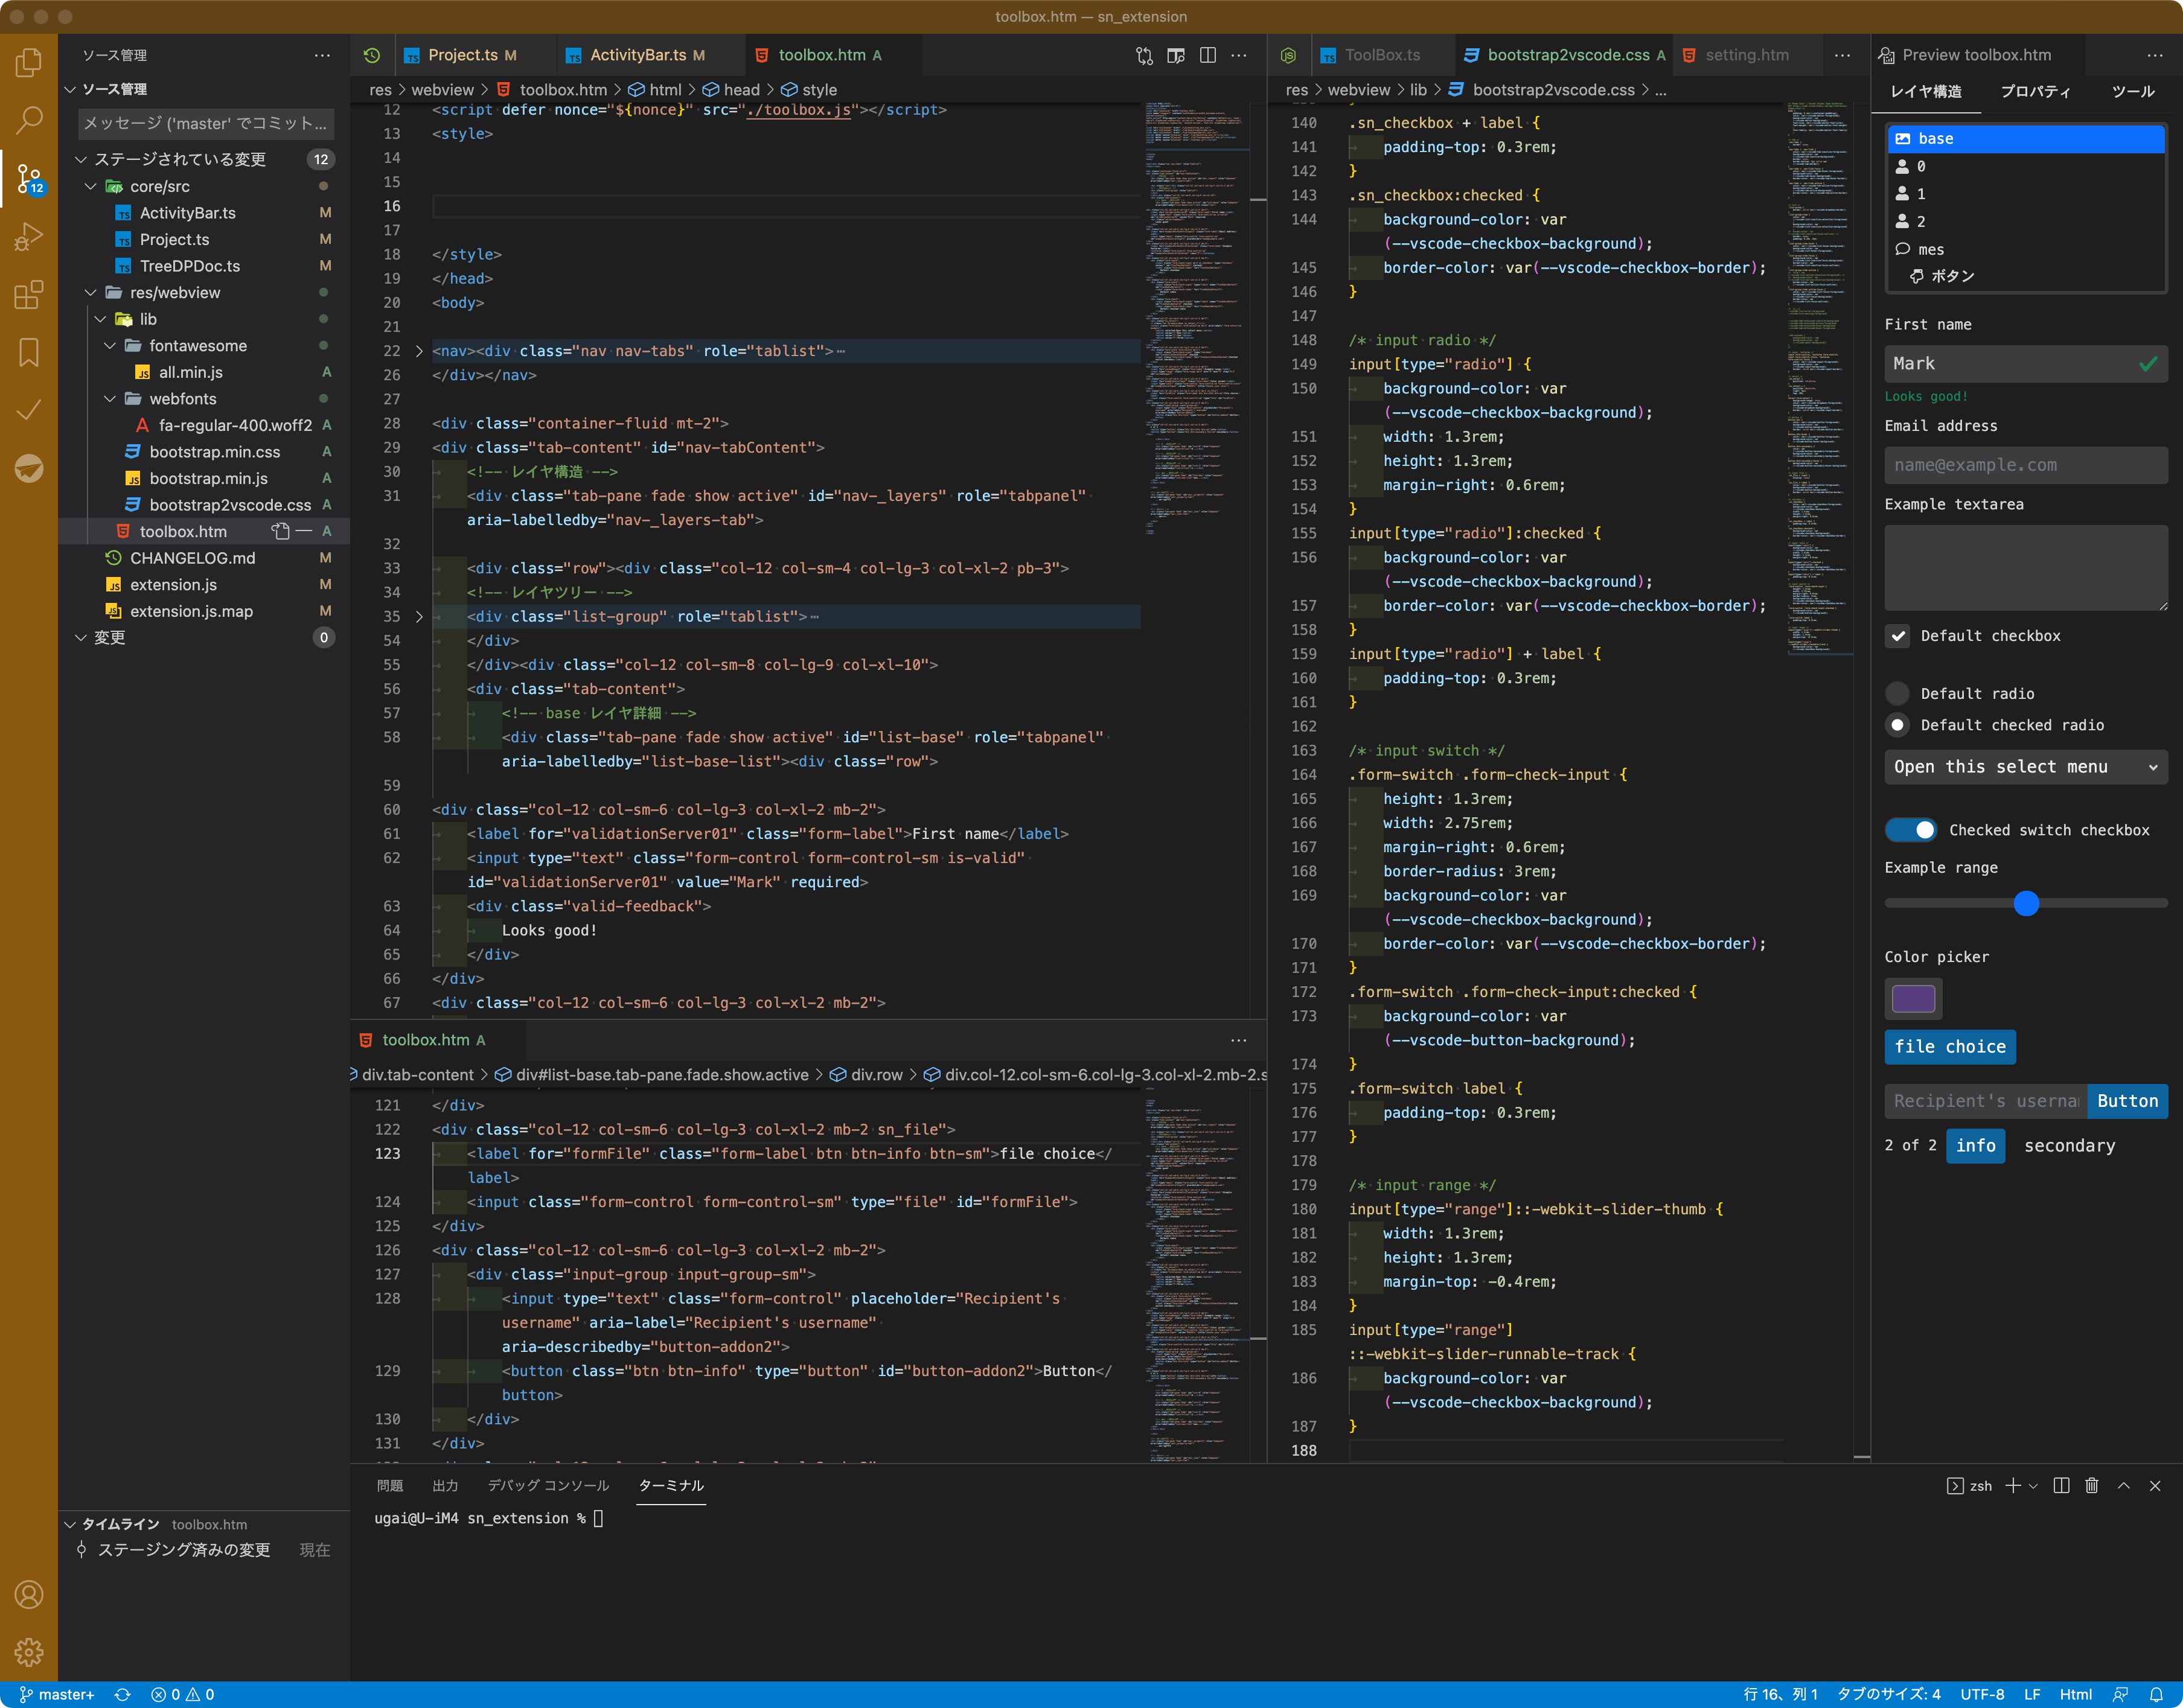 toolbox.htm — sn_extension
ソース管理
ソース管理
メッセージ ('master' でコミット...
ステージされている変更 12
core/src
TS ActivityBar.ts M
TS Project.ts M
TS TreeDPDoc.ts M
res/webview
lib
fontawesome
JS all.min.js A
webfonts
fa-regular-400.woff2 A
bootstrap.min.css A
JS bootstrap.min.js A
bootstrap2vscode.css A
toolbox.htm A
CHANGELOG.md M
JS extension.js M
JS extension.js.map M
変更 0
12
タイムライン toolbox.htm
ステージング済みの変更 現在
TS Project.ts M
TS ActivityBar.ts M
toolbox.htm A
res > webview > toolbox.htm > html > head > style
12 <script defer nonce="${nonce}" src="./toolbox.js"></script>
13 <style>
14
15
16
17
18 </style>
19 </head>
20 <body>
21
22 <nav><div class="nav nav-tabs" role="tablist">⋯
26 </div></nav>
27
28 <div class="container-fluid mt-2">
29 <div class="tab-content" id="nav-tabContent">
30 <!-- レイヤ構造 -->
31 <div class="tab-pane fade show active" id="nav-_layers" role="tabpanel"
aria-labelledby="nav-_layers-tab">
32
33 <div class="row"><div class="col-12 col-sm-4 col-lg-3 col-xl-2 pb-3">
34 <!-- レイヤツリー -->
35 <div class="list-group" role="tablist">⋯
54 </div>
55 </div><div class="col-12 col-sm-8 col-lg-9 col-xl-10">
56 <div class="tab-content">
57 <!-- base レイヤ詳細 -->
58 <div class="tab-pane fade show active" id="list-base" role="tabpanel"
aria-labelledby="list-base-list"><div class="row">
59
60 <div class="col-12 col-sm-6 col-lg-3 col-xl-2 mb-2">
61 <label for="validationServer01" class="form-label">First name</label>
62 <input type="text" class="form-control form-control-sm is-valid"
id="validationServer01" value="Mark" required>
63 <div class="valid-feedback">
64 Looks good!
65 </div>
66 </div>
67 <div class="col-12 col-sm-6 col-lg-3 col-xl-2 mb-2">
toolbox.htm A
div.tab-content > div#list-base.tab-pane.fade.show.active > div.row > div.col-12.col-sm-6.col-lg-3.col-xl-2.mb-2.s
121 </div>
122 <div class="col-12 col-sm-6 col-lg-3 col-xl-2 mb-2 sn_file">
123 <label for="formFile" class="form-label btn btn-info btn-sm">file choice</
label>
124 <input class="form-control form-control-sm" type="file" id="formFile">
125 </div>
126 <div class="col-12 col-sm-6 col-lg-3 col-xl-2 mb-2">
127 <div class="input-group input-group-sm">
128 <input type="text" class="form-control" placeholder="Recipient's
username" aria-label="Recipient's username"
aria-describedby="button-addon2">
129 <button class="btn btn-info" type="button" id="button-addon2">Button</
button>
130 </div>
131 </div>
TS ToolBox.ts
bootstrap2vscode.css A
setting.htm
res > webview > lib > bootstrap2vscode.css > ...
140 .sn_checkbox + label {
141 padding-top: 0.3rem;
142 }
143 .sn_checkbox:checked {
144 background-color: var
(--vscode-checkbox-background);
145 border-color: var(--vscode-checkbox-border);
146 }
147
148 /* input radio */
149 input[type="radio"] {
150 background-color: var
(--vscode-checkbox-background);
151 width: 1.3rem;
152 height: 1.3rem;
153 margin-right: 0.6rem;
154 }
155 input[type="radio"]:checked {
156 background-color: var
(--vscode-checkbox-background);
157 border-color: var(--vscode-checkbox-border);
158 }
159 input[type="radio"] + label {
160 padding-top: 0.3rem;
161 }
162
163 /* input switch */
164 .form-switch .form-check-input {
165 height: 1.3rem;
166 width: 2.75rem;
167 margin-right: 0.6rem;
168 border-radius: 3rem;
169 background-color: var
(--vscode-checkbox-background);
170 border-color: var(--vscode-checkbox-border);
171 }
172 .form-switch .form-check-input:checked {
173 background-color: var
(--vscode-button-background);
174 }
175 .form-switch label {
176 padding-top: 0.3rem;
177 }
178
179 /* input range */
180 input[type="range"]::-webkit-slider-thumb {
181 width: 1.3rem;
182 height: 1.3rem;
183 margin-top: -0.4rem;
184 }
185 input[type="range"]
::-webkit-slider-runnable-track {
186 background-color: var
(--vscode-checkbox-background);
187 }
188
Preview toolbox.htm
レイヤ構造 プロパティ ツール
base
0
1
2
mes
ボタン
First name
Mark
Looks good!
Email address
name@example.com
Example textarea
Default checkbox
Default radio
Default checked radio
Open this select menu
Checked switch checkbox
Example range
Color picker
file choice
Recipient's userna Button
2 of 2 info secondary
問題 出力 デバッグ コンソール ターミナル
zsh
ugai@U-iM4 sn_extension %
master+ 0 0
行 16、列 1 タブのサイズ: 4 UTF-8 LF Html